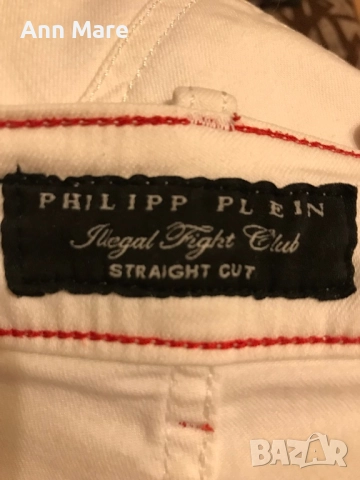 Ann Mare
PHILIPP PLEIN
Illegal Fight Club
STRAIGHT CUT
BAZAR